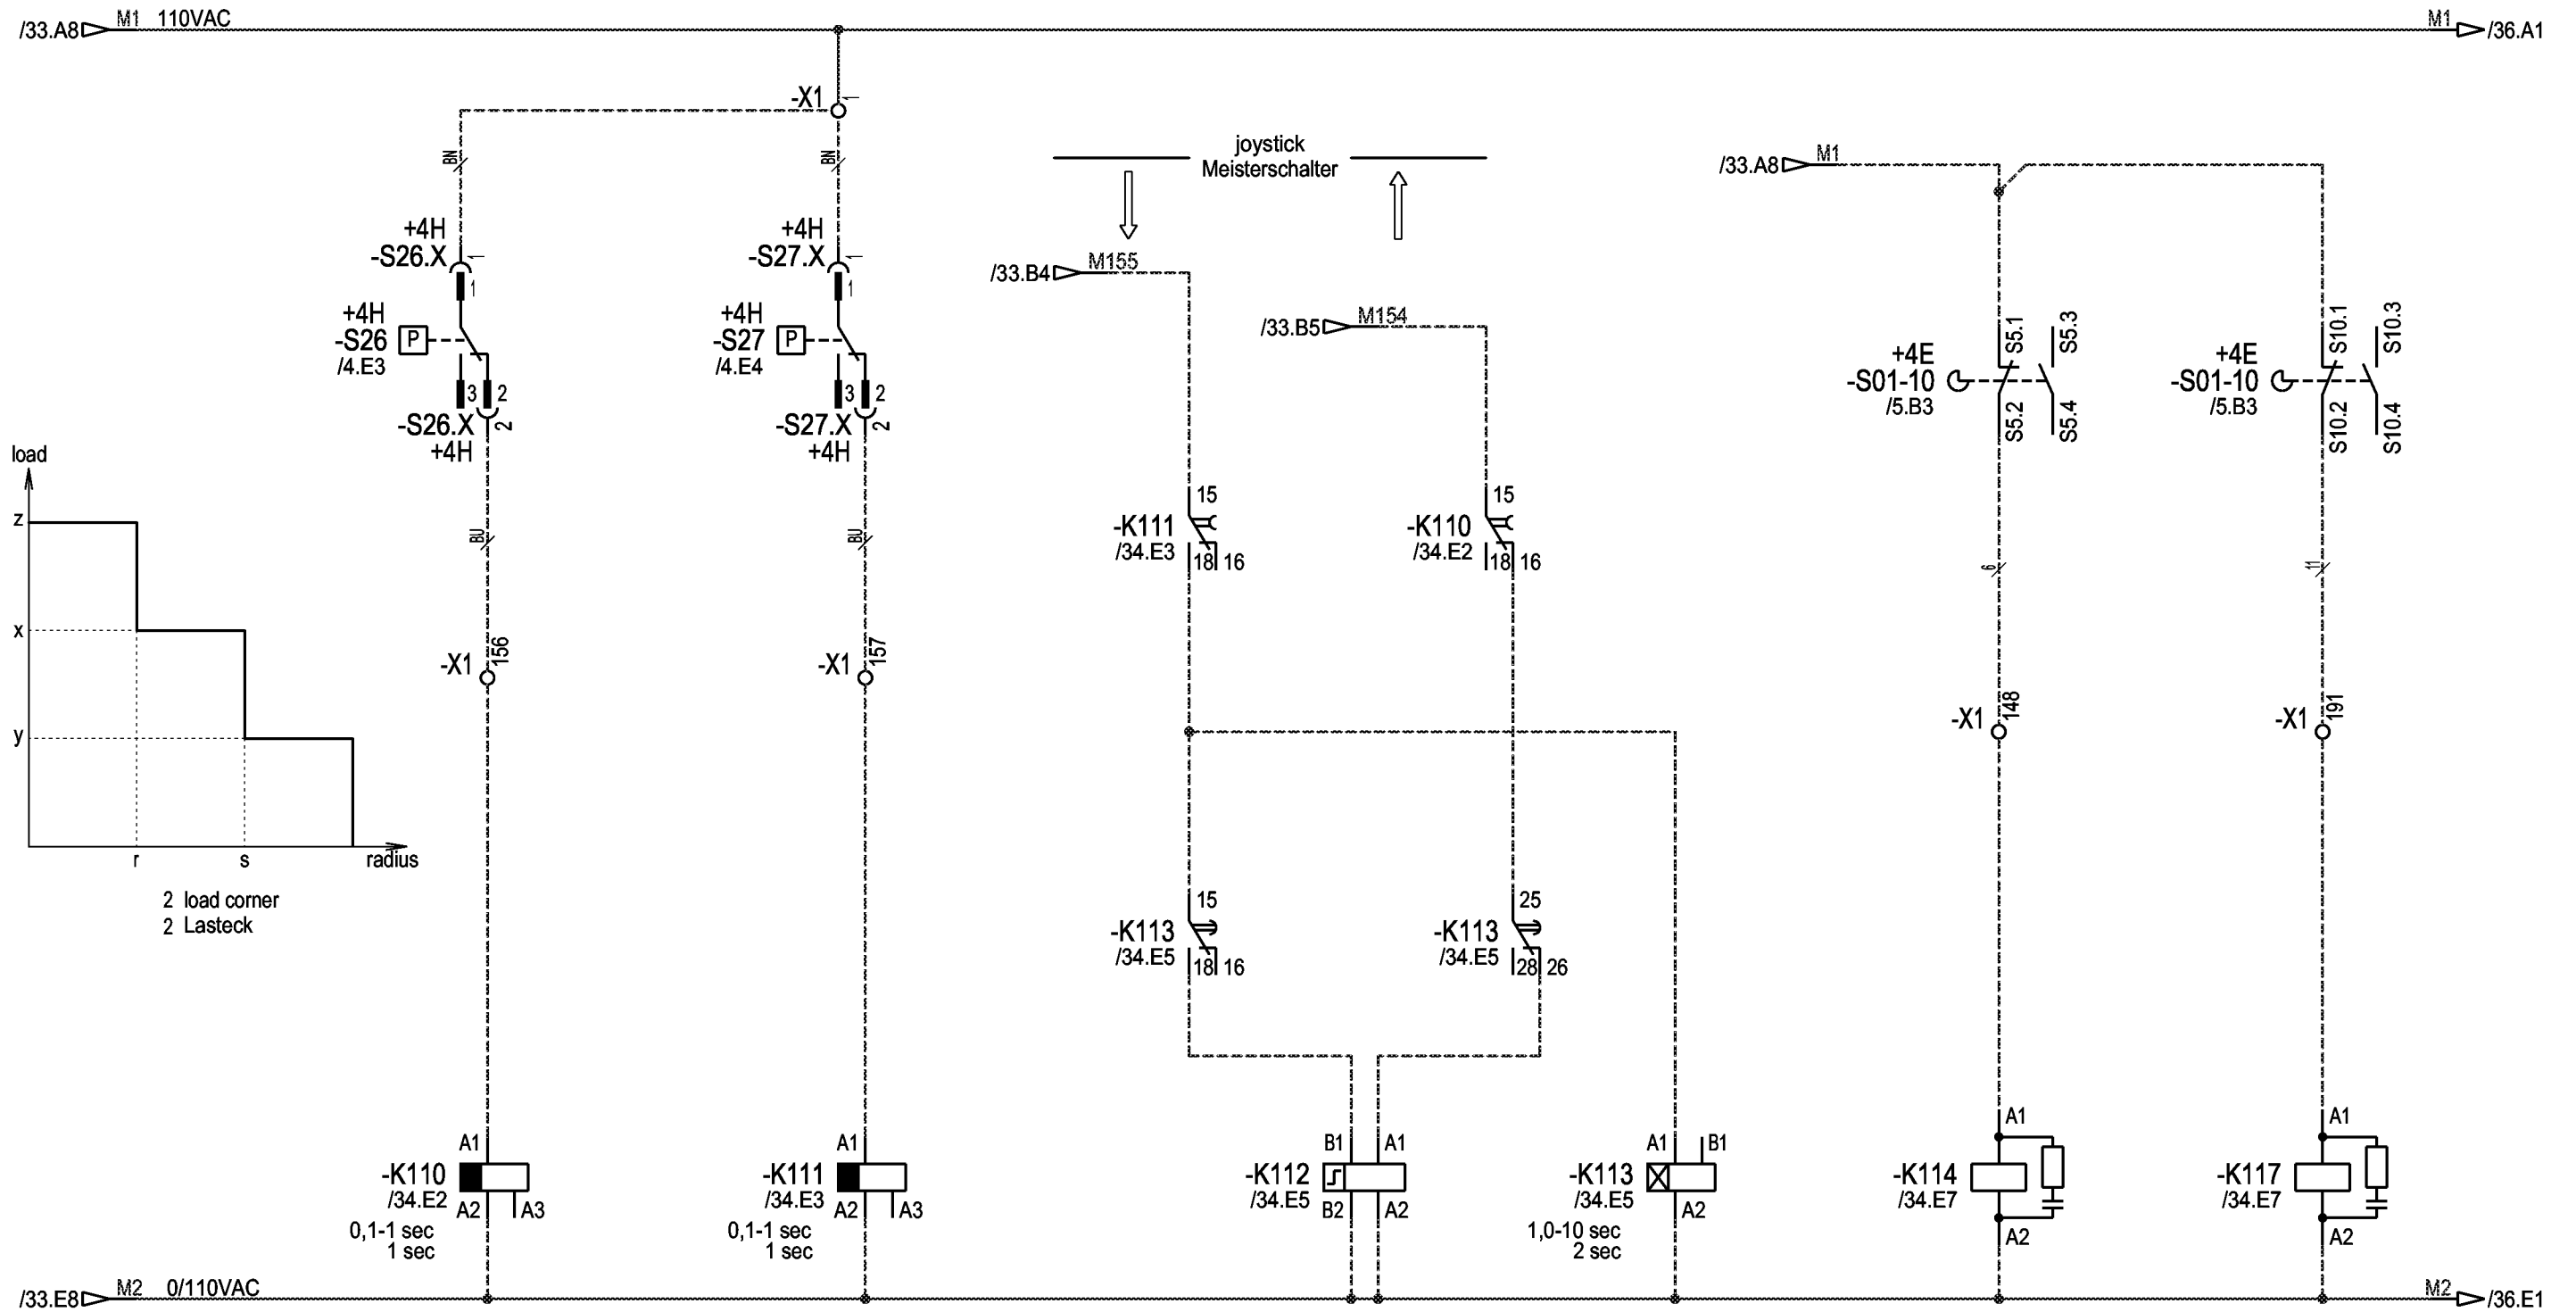 /33.A8 M1 110VAC M1 /36.A1
-X1 1
joystick
Meisterschalter
BN BN
/33.A8 M1
+4H +4H
-S26.X 1 -S27.X 1
/33.B4 M155
1 1
+4H +4H
-S26 P -S27 P
/4.E3 /4.E4
/33.B5 M154
S5.1 S5.3 S10.1 S10.3
+4E +4E
-S01-10 -S01-10
/5.B3 /5.B3
S5.2 S5.4 S10.2 S10.4
3 2 3 2
-S26.X 2 -S27.X 2
+4H +4H
load
15 15
z
-K111 -K110
/34.E3 /34.E2
18 16 18 16
BU BU
6 11
x
-X1 156 -X1 157
-X1 148 -X1 191
y
r s radius
2 load corner
2 Lasteck
15 25
-K113 -K113
/34.E5 /34.E5
18 16 28 26
A1 A1 B1 A1 A1 B1 A1 A1
-K110 -K111 -K112 -K113 -K114 -K117
/34.E2 /34.E3 /34.E5 /34.E5 /34.E7 /34.E7
A2 A3 A2 A3 B2 A2 A2 A2 A2
0,1-1 sec 0,1-1 sec 1,0-10 sec
1 sec 1 sec 2 sec
/33.E8 M2 0/110VAC M2 /36.E1